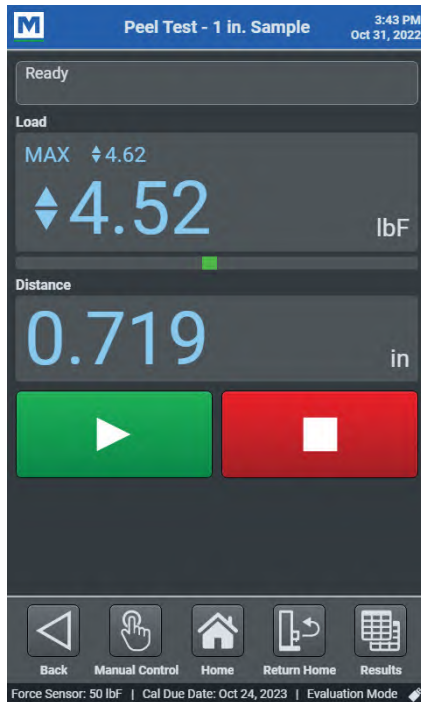 M
Peel Test - 1 in. Sample
3:43 PM
Oct 31, 2022
Ready
Load
MAX 4.62
4.52 lbF
Distance
0.719 in
Back Manual Control Home Return Home Results
Force Sensor: 50 lbF | Cal Due Date: Oct 24, 2023 | Evaluation Mode